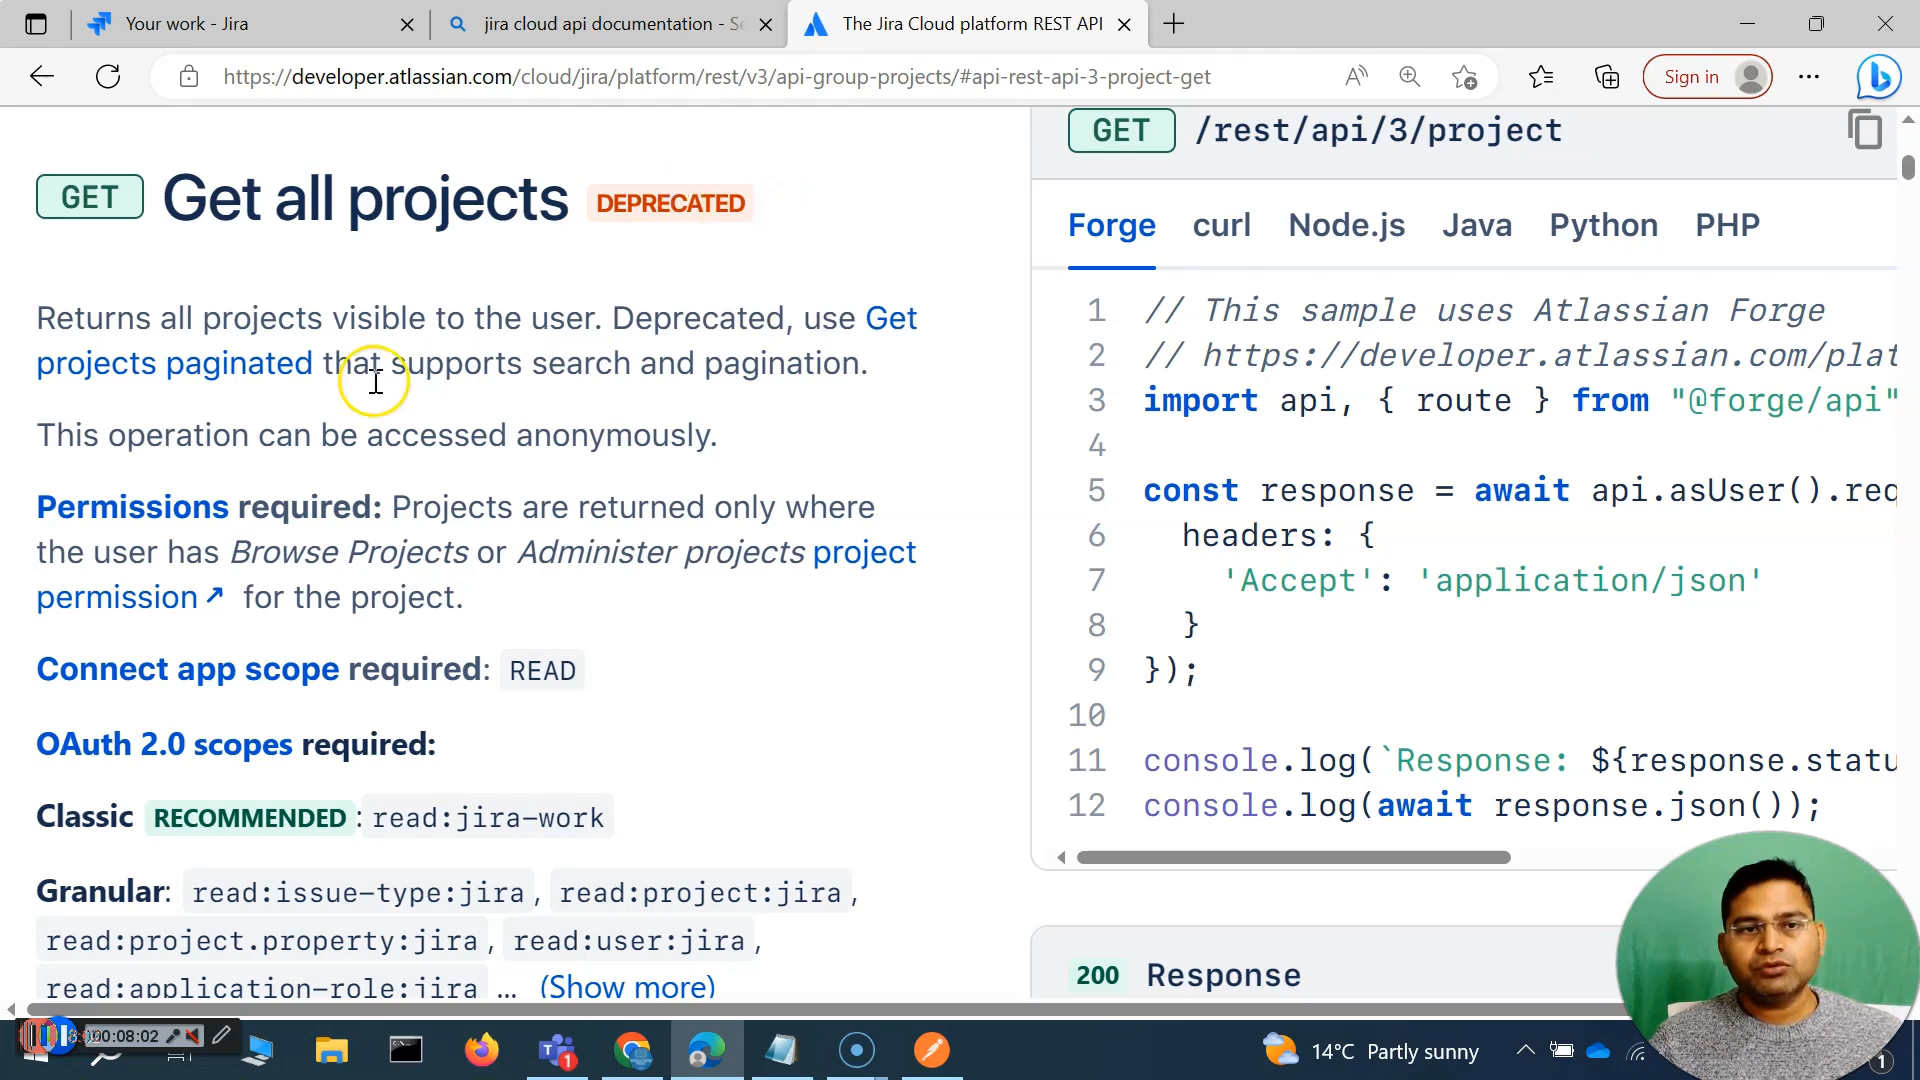 Your work - Jira
jira cloud api documentation - Se
The Jira Cloud platform REST API
https://developer.atlassian.com/cloud/jira/platform/rest/v3/api-group-projects/#api-rest-api-3-project-get
Sign in
GET Get all projects DEPRECATED
Returns all projects visible to the user. Deprecated, use Get
projects paginated that supports search and pagination.
This operation can be accessed anonymously.
Permissions required: Projects are returned only where
the user has Browse Projects or Administer projects project
permission ↗ for the project.
Connect app scope required: READ
OAuth 2.0 scopes required:
Classic RECOMMENDED: read:jira-work
Granular: read:issue-type:jira, read:project:jira,
read:project.property:jira, read:user:jira,
read:application-role:jira ... (Show more)
GET /rest/api/3/project
Forge curl Node.js Java Python PHP
1 // This sample uses Atlassian Forge
2 // https://developer.atlassian.com/plat
3 import api, { route } from "@forge/api"
4
5 const response = await api.asUser().req
6 headers: {
7 'Accept': 'application/json'
8 }
9 });
10
11 console.log(`Response: ${response.statu
12 console.log(await response.json());
200 Response
00:08:02
1
14°C Partly sunny
1